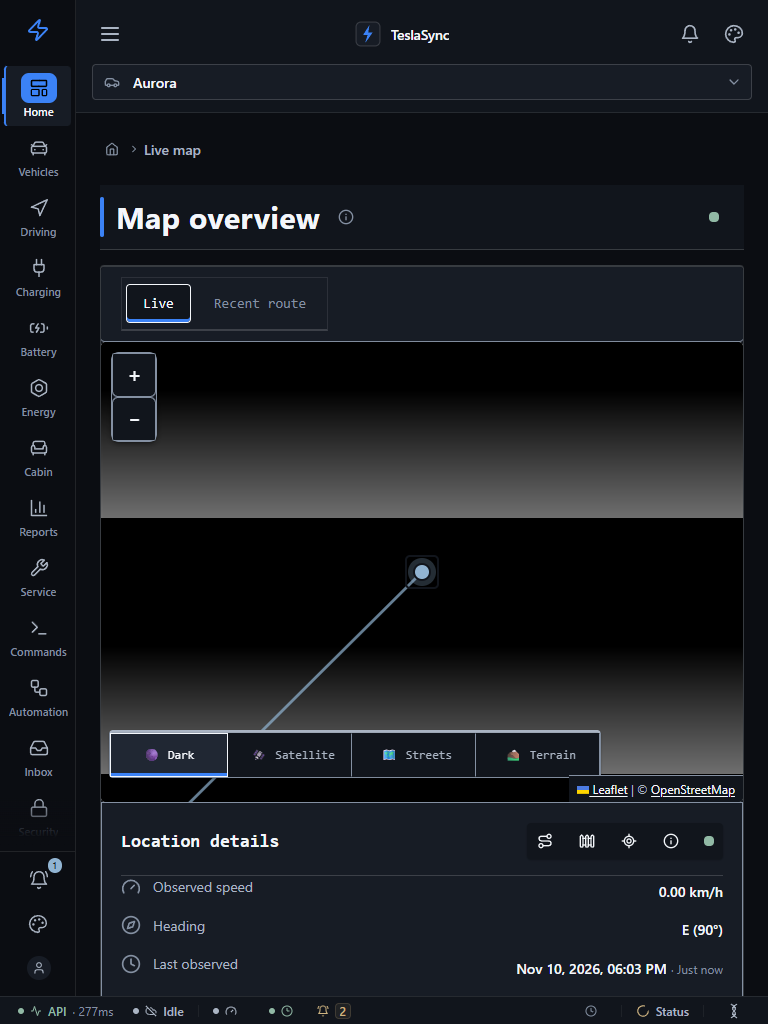 TeslaSync
Aurora
Home
Vehicles
Driving
Charging
Battery
Energy
Cabin
Reports
Service
Commands
Automation
Inbox
Security
1
Live map
Map overview
Live
Recent route
+
−
Dark
Satellite
Streets
Terrain
Leaflet | © OpenStreetMap
Location details
Observed speed
0.00 km/h
Heading
E (90°)
Last observed
Nov 10, 2026, 06:03 PM · Just now
API · 277ms
Idle
2
Status